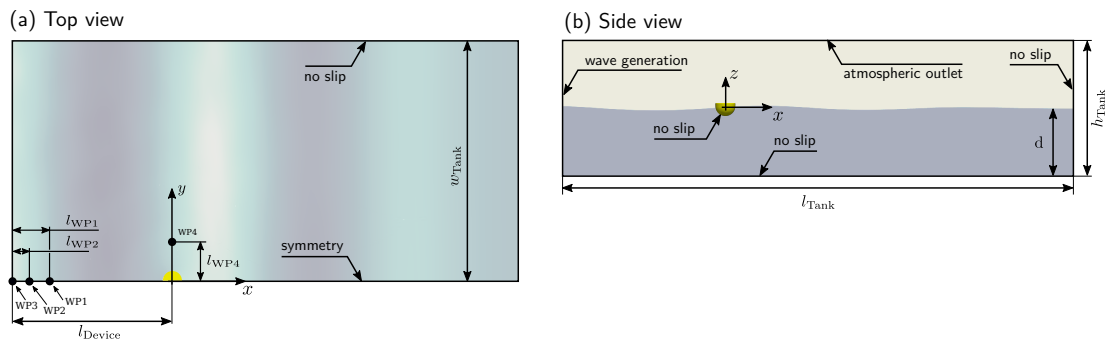 (a) Top view
no slip
w_Tank
y
WP4
l_WP1
l_WP2
l_WP4
symmetry
x
WP3
WP2
WP1
l_Device
(b) Side view
wave generation
atmospheric outlet
no slip
z
x
no slip
no slip
d
h_Tank
l_Tank